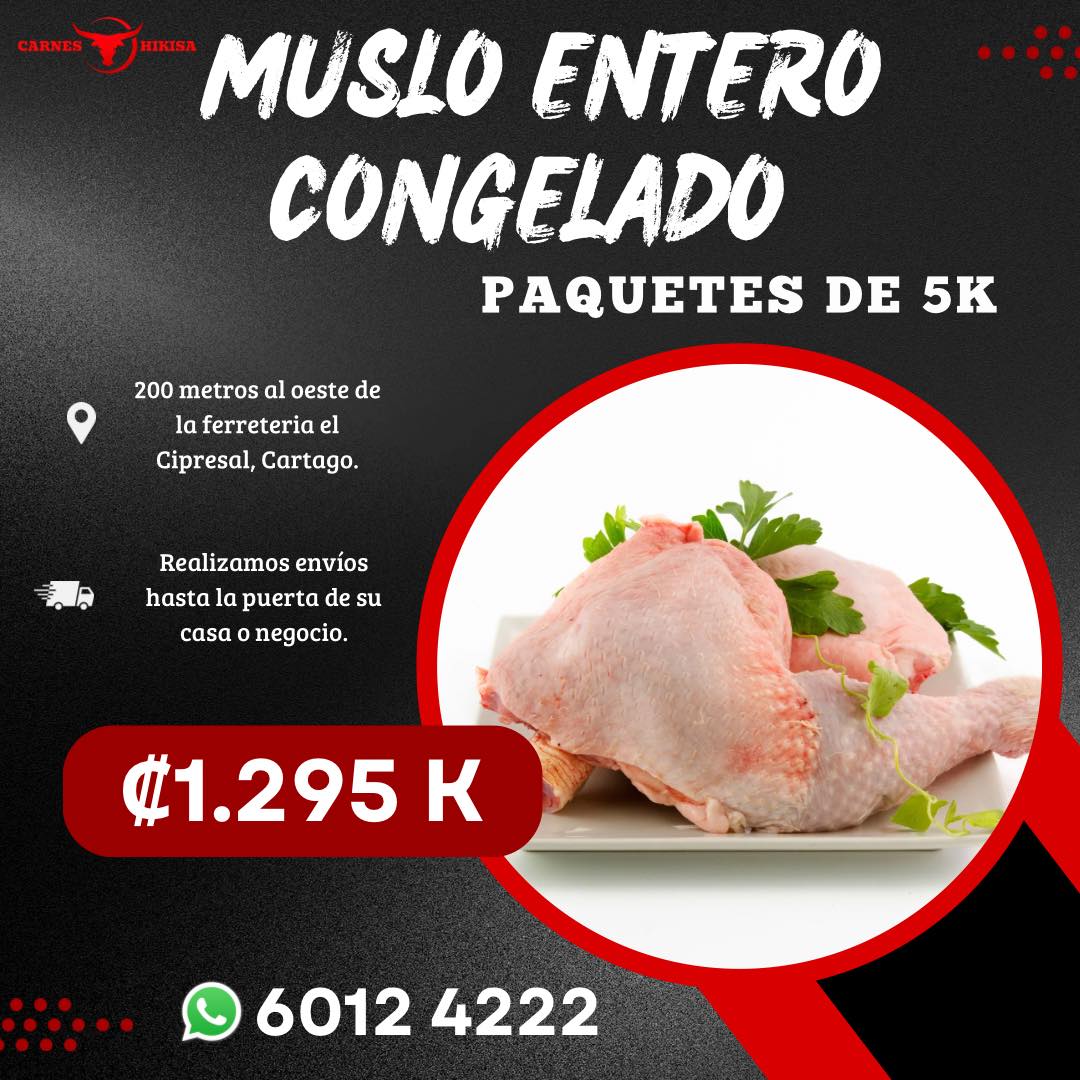 CARNES HIKISA
MUSLO ENTERO
CONGELADO
PAQUETES DE 5K
200 metros al oeste de
la ferreteria el
Cipresal, Cartago.
Realizamos envíos
hasta la puerta de su
casa o negocio.
₡1.295 K
6012 4222